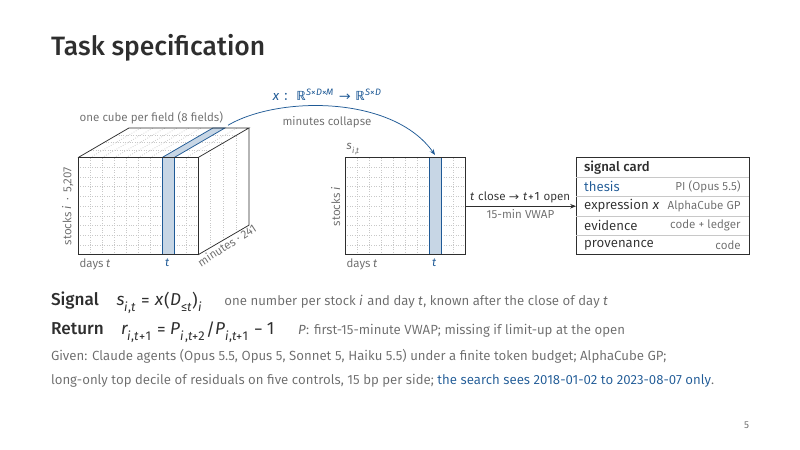 Task specification
x : ℝ^{S×D×M} → ℝ^{S×D}
one cube per field (8 fields)
minutes collapse
s_{i,t}
stocks i · 5,207
minutes · 241
days t
t
stocks i
days t
t
t close → t+1 open
15-min VWAP
signal card
thesis PI (Opus 5.5)
expression x AlphaCube GP
evidence code + ledger
provenance code
Signal s_{i,t} = x(D_{≤t})_i one number per stock i and day t, known after the close of day t
Return r_{i,t+1} = P_{i,t+2} / P_{i,t+1} − 1 P: first-15-minute VWAP; missing if limit-up at the open
Given: Claude agents (Opus 5.5, Opus 5, Sonnet 5, Haiku 5.5) under a finite token budget; AlphaCube GP;
long-only top decile of residuals on five controls, 15 bp per side; the search sees 2018-01-02 to 2023-08-07 only.
5